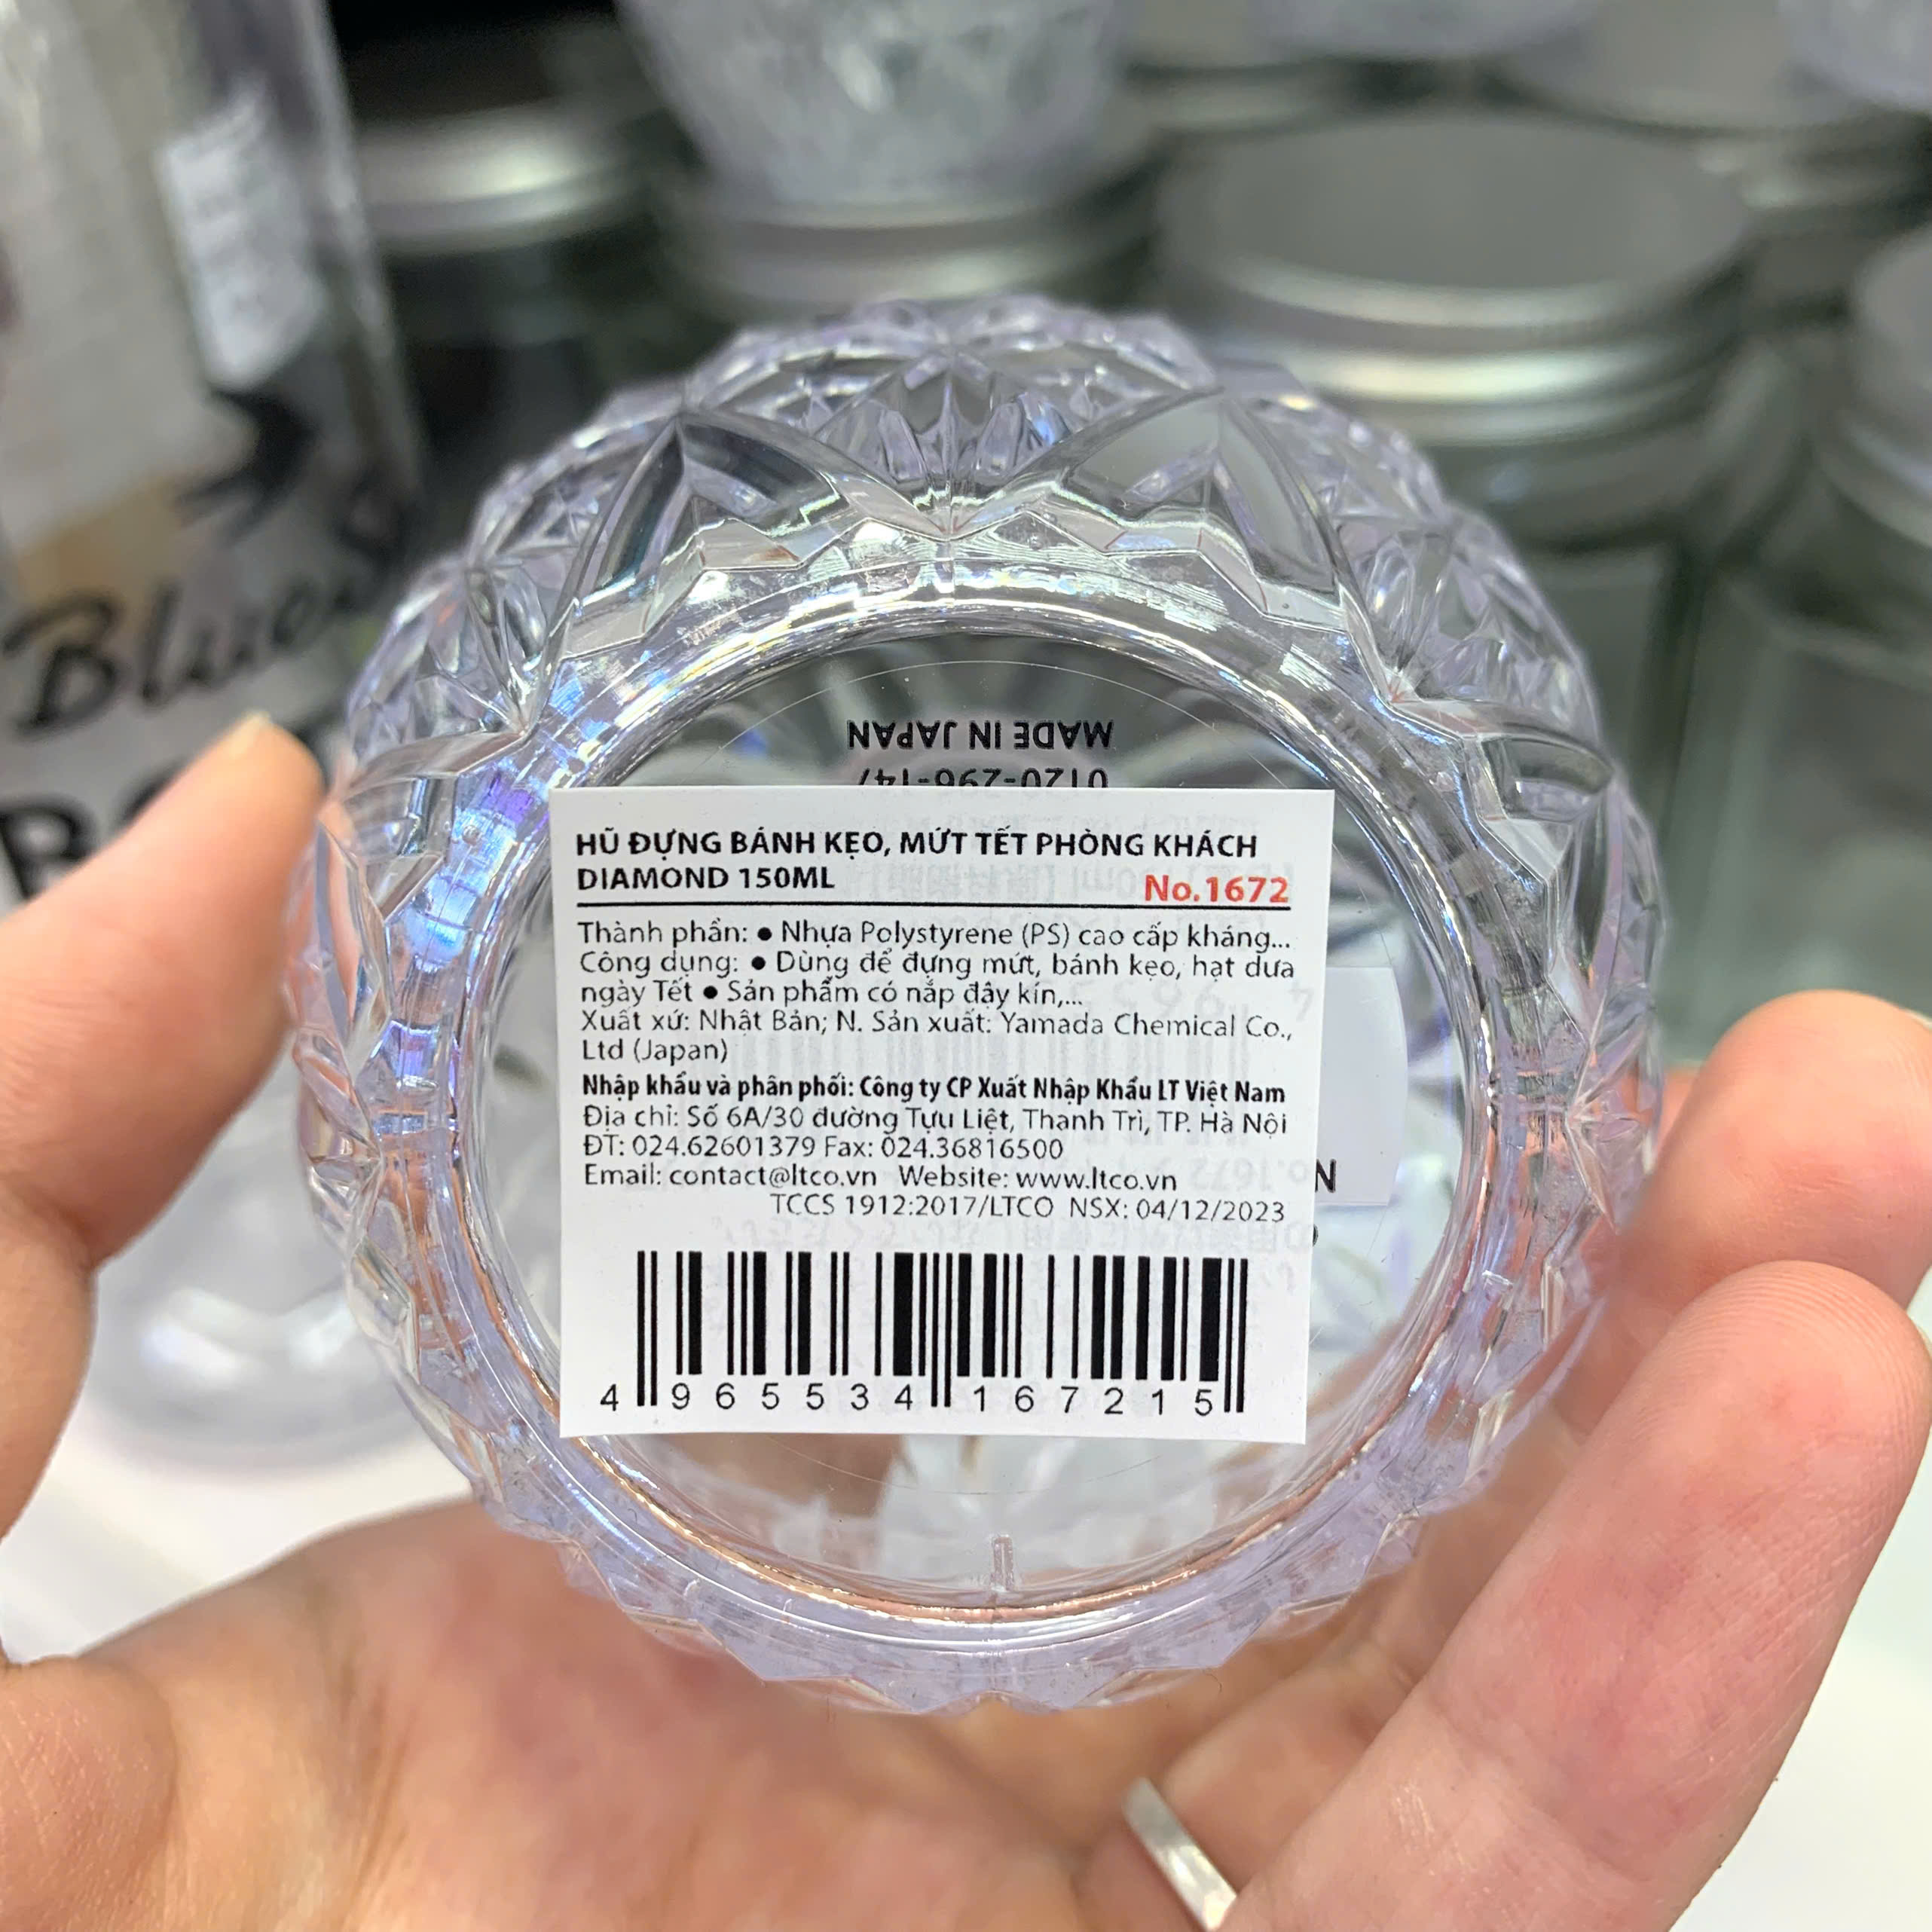 MADE IN JAPAN
0120-296-147
HŨ ĐỰNG BÁNH KẸO, MỨT TẾT PHÒNG KHÁCH
DIAMOND 150ML
No.1672
Thành phần: ● Nhựa Polystyrene (PS) cao cấp kháng...
Công dụng: ● Dùng để đựng mứt, bánh kẹo, hạt dưa
ngày Tết ● Sản phẩm có nắp đậy kín,...
Xuất xứ: Nhật Bản; N. Sản xuất: Yamada Chemical Co.,
Ltd (Japan)
Nhập khẩu và phân phối: Công ty CP Xuất Nhập Khẩu LT Việt Nam
Địa chỉ: Số 6A/30 đường Tựu Liệt, Thanh Trì, TP. Hà Nội
ĐT: 024.62601379 Fax: 024.36816500
Email: contact@ltco.vn Website: www.ltco.vn
TCCS 1912:2017/LTCO NSX: 04/12/2023
4 965534 167215